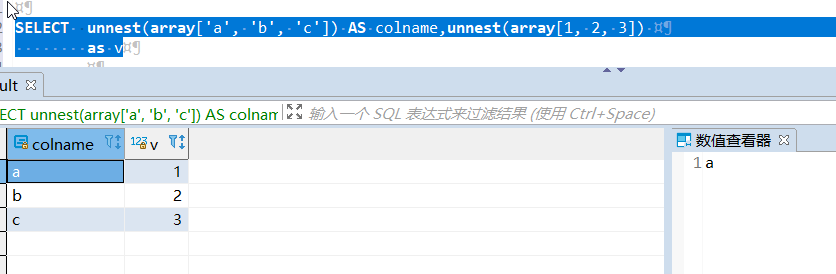 SELECT unnest(array['a', 'b', 'c']) AS colname,unnest(array[1, 2, 3]) ¤¶
as v¤¶
ult
ECT unnest(array['a', 'b', 'c']) AS colnam
输入一个 SQL 表达式来过滤结果 (使用 Ctrl+Space)
colname 123 v
数值查看器
a 1
1 a
b 2
c 3